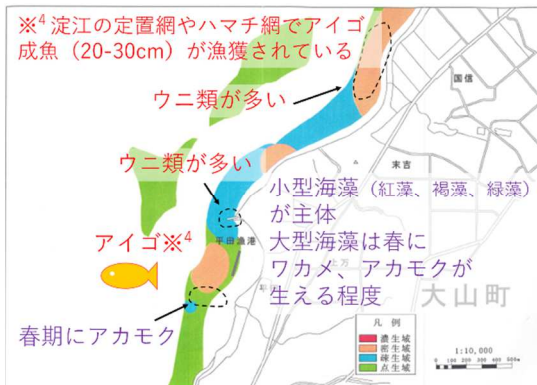 ※4 淀江の定置網やハマチ網でアイゴ
成魚（20-30cm）が漁獲されている
国信
ウニ類が多い
ウニ類が多い
末吉
小型海藻（紅藻、褐藻、緑藻）
が主体
アイゴ※4
平田漁港
大型海藻は春に
上万
ワカメ、アカモクが
大山町
生える程度
春期にアカモク
凡例
濃生域
密生域
疎生域
点生域
1:10,000